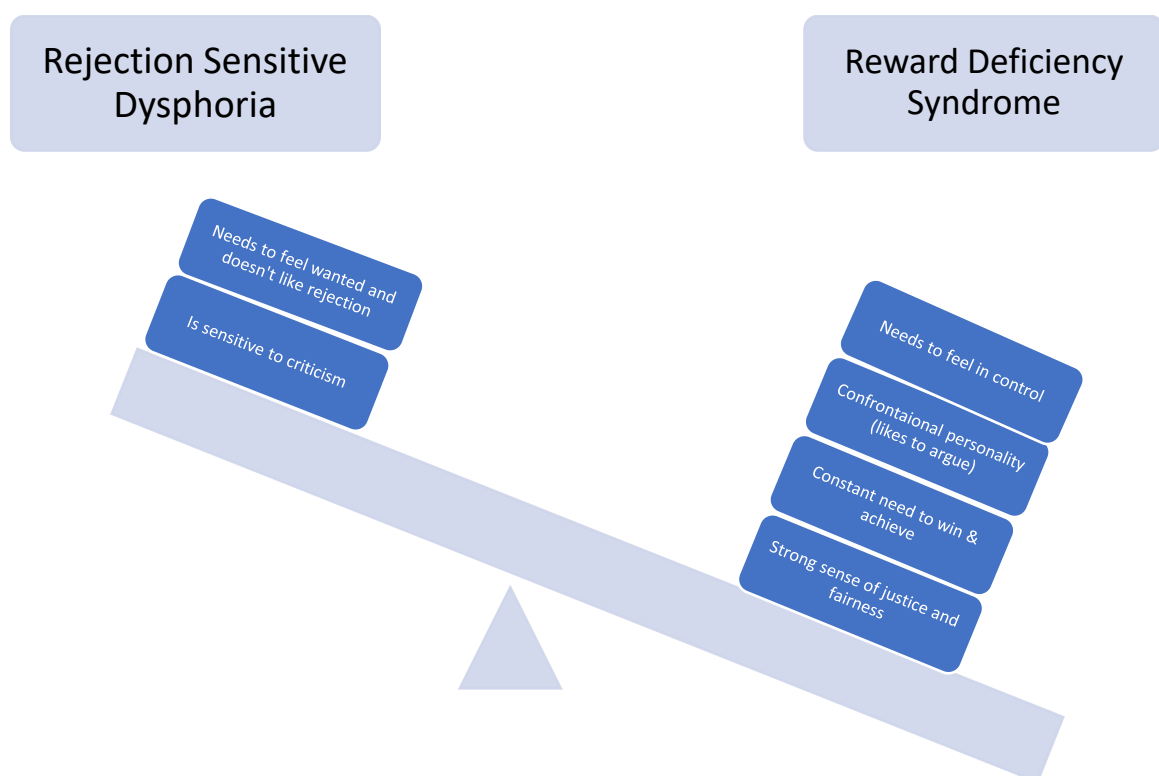 Rejection Sensitive
Dysphoria
Reward Deficiency
Syndrome
Needs to feel wanted and
doesn't like rejection
Is sensitive to criticism
Needs to feel in control
Confrontaional personality
(likes to argue)
Constant need to win &
achieve
Strong sense of justice and
fairness